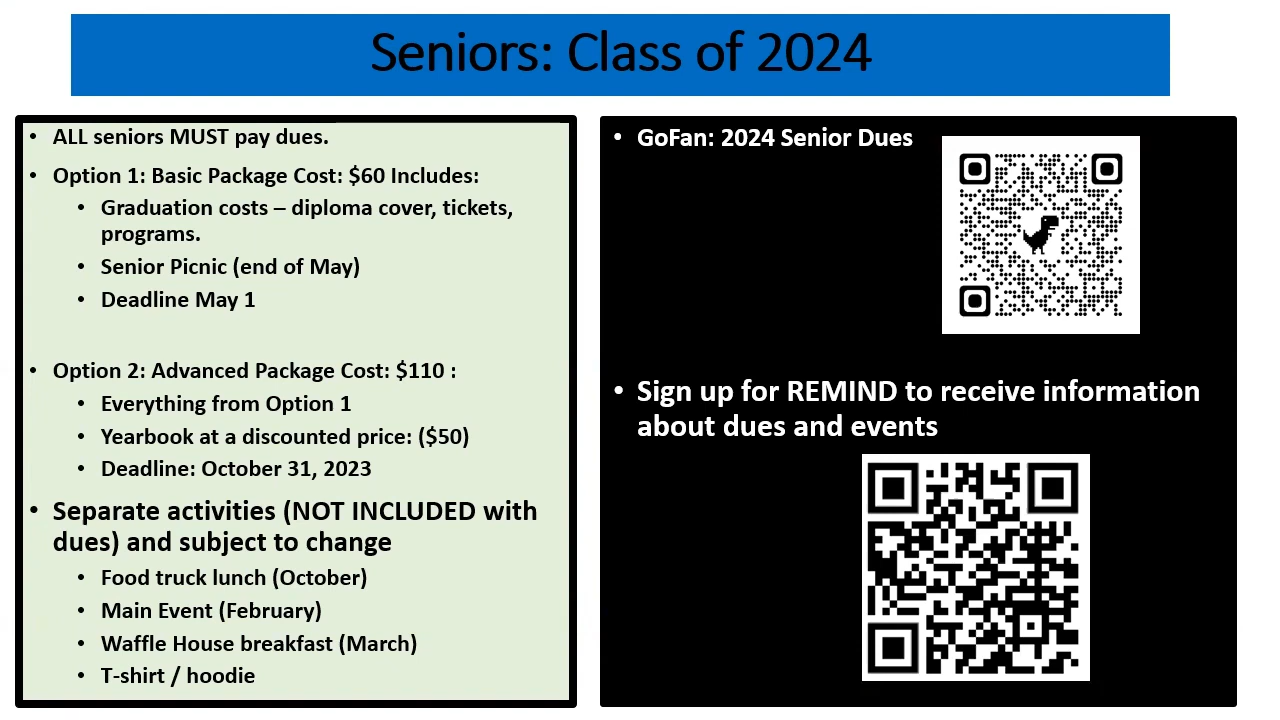 Seniors: Class of 2024
• ALL seniors MUST pay dues.
• Option 1: Basic Package Cost: $60 Includes:
• Graduation costs – diploma cover, tickets,
programs.
• Senior Picnic (end of May)
• Deadline May 1
• Option 2: Advanced Package Cost: $110 :
• Everything from Option 1
• Yearbook at a discounted price: ($50)
• Deadline: October 31, 2023
• Separate activities (NOT INCLUDED with
dues) and subject to change
• Food truck lunch (October)
• Main Event (February)
• Waffle House breakfast (March)
• T-shirt / hoodie
• GoFan: 2024 Senior Dues
• Sign up for REMIND to receive information
about dues and events